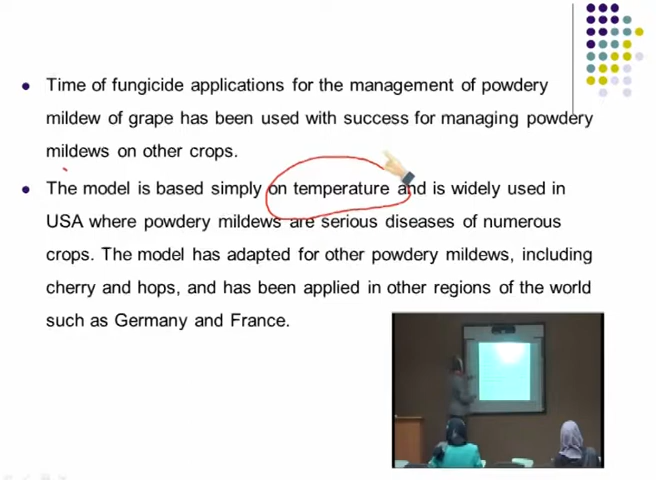 Time of fungicide applications for the management of powdery
mildew of grape has been used with success for managing powdery
mildews on other crops.
The model is based simply on temperature and is widely used in
USA where powdery mildews are serious diseases of numerous
crops. The model has adapted for other powdery mildews, including
cherry and hops, and has been applied in other regions of the world
such as Germany and France.